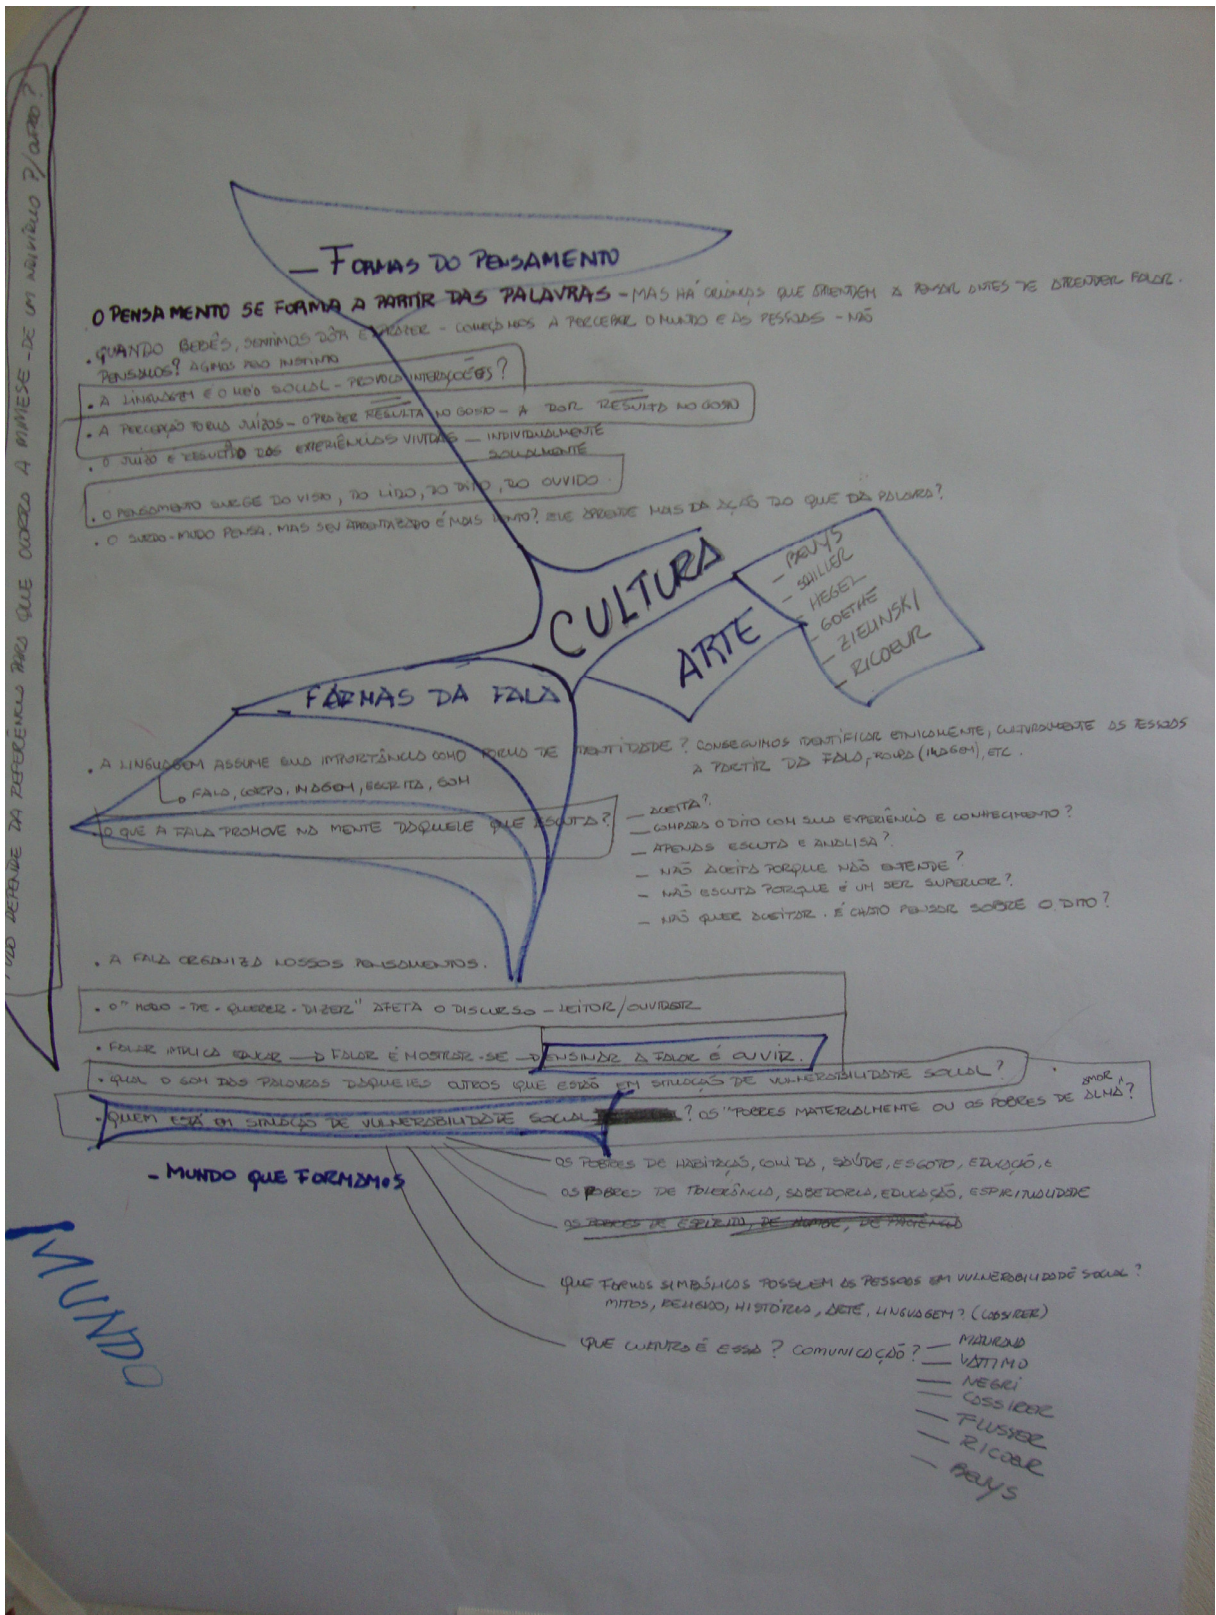 TUDO DEPENDE DA REFERÊNCIA PARA QUE OCORRA A MÍMESE - DE UM INDIVÍDUO P/ OUTRO?
— FORMAS DO PENSAMENTO
O PENSAMENTO SE FORMA A PARTIR DAS PALAVRAS - MAS HÁ CRIANÇAS QUE APRENDEM A PENSAR ANTES DE APRENDER FALAR.
• QUANDO BEBÊS, SENTIMOS DOR E PRAZER - COMEÇAMOS A PERCEBER O MUNDO E AS PESSOAS - NÃO
PENSAMOS? AGIMOS PELO INSTINTO
• A LINGUAGEM E O MEIO SOCIAL - PROVOCA INTERAÇÕES?
• A PERCEPÇÃO FORMA JUÍZOS - O PRAZER RESULTA NO GOSTO - A DOR RESULTA NO GOSTO
• O JUÍZO É RESULTADO DAS EXPERIÊNCIAS VIVIDAS — INDIVIDUALMENTE
SOCIALMENTE
• O PENSAMENTO SURGE DO VISTO, DO LIDO, DO DITO, DO OUVIDO.
• O SURDO-MUDO PENSA, MAS SEU APRENTIZADO É MAIS LENTO? ELE APRENDE MAIS DA AÇÃO DO QUE DA PALAVRA?
CULTURA
ARTE
— BEUYS
— SCHILLER
— HEGEL
— GOETHE
— ZIELINSKI
— RICOEUR
— FORMAS DA FALA
• A LINGUAGEM ASSUME SUA IMPORTÂNCIA COMO FORMA DE IDENTIDADE? CONSEGUIMOS IDENTIFICAR ETNICAMENTE, CULTURALMENTE AS PESSOAS
A PARTIR DA FALA, ROUPA (IMAGEM), ETC.
FALA, CORPO, IMAGEM, ESCRITA, SOM
• O QUE A FALA PROMOVE NA MENTE DAQUELE QUE ESCUTA?
— ACEITA?
— COMPARA O DITO COM SUA EXPERIÊNCIA E CONHECIMENTO?
— APENAS ESCUTA E ANALISA?
— NÃO ACEITA PORQUE NÃO ENTENDE?
— NÃO ESCUTA PORQUE É UM SER SUPERIOR?
— NÃO QUER ACEITAR. É CHATO PENSAR SOBRE O DITO?
• A FALA ORGANIZA NOSSOS PENSAMENTOS.
• O "MODO-DE-QUERER-DIZER" AFETA O DISCURSO — LEITOR/OUVIDOR
• FALAR IMPLICA EDUCAR — FALAR É MOSTRAR-SE — ENSINAR A FALAR É OUVIR.
• QUAL O SOM DAS PALAVRAS DAQUELES OUTROS QUE ESTÃO EM SITUAÇÃO DE VULNERABILIDADE SOCIAL?
• QUEM ESTÁ EM SITUAÇÃO DE VULNERABILIDADE SOCIAL ? OS "POBRES MATERIALMENTE OU OS POBRES DE ALMA"?
AMOR
OS POBRES DE HABITAÇÃO, COMIDA, SAÚDE, ESGOTO, EDUCAÇÃO, E
— MUNDO QUE FORMAMOS
OS POBRES DE TOLERÂNCIA, SABEDORIA, EDUCAÇÃO, ESPIRITUALIDADE
OS POBRES DE ESPÍRITO, DE HUMOR, DE PACIÊNCIA
MUNDO
QUE FORMAS SIMBÓLICAS POSSUEM AS PESSOAS EM VULNERABILIDADE SOCIAL?
MITOS, RELIGIÃO, HISTÓRIA, ARTE, LINGUAGEM? (CASSIRER)
QUE CULTURA É ESSA? COMUNICAÇÃO?
— VATTIMO
— NEGRI
— CASSIRER
— FLUSSER
— RICOEUR
— BEUYS